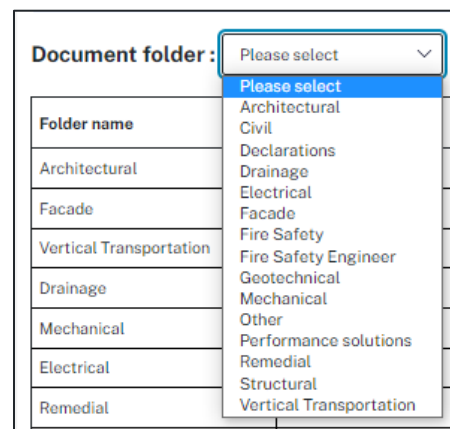 Document folder : Please select
Please select
Architectural
Civil
Declarations
Drainage
Electrical
Facade
Fire Safety
Fire Safety Engineer
Geotechnical
Mechanical
Other
Performance solutions
Remedial
Structural
Vertical Transportation
Folder name
Architectural
Facade
Vertical Transportation
Drainage
Mechanical
Electrical
Remedial